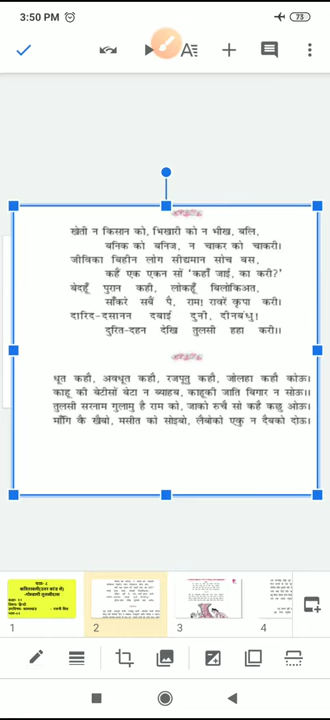 3:50 PM
73
खेती न किसान को, भिखारी को न भीख, बलि,
बनिक को बनिज, न चाकर को चाकरी।
जीविका बिहीन लोग सीद्यमान सोच बस,
कहैं एक एकन सों 'कहाँ जाई, का करी?'
बेदहूँ पुरान कही, लोकहूँ बिलोकिअत,
साँकरे सबैं पै, राम! रावरें कृपा करी।
दारिद-दसानन दबाई दुनी, दीनबंधु!
दुरित-दहन देखि तुलसी हहा करी।।
धूत कहौ, अवधूत कहौ, रजपूतु कहौ, जोलहा कहौ कोऊ।
काहू की बेटीसों बेटा न ब्याहब, काहूकी जाति बिगार न सोऊ।।
तुलसी सरनाम गुलामु है राम को, जाको रुचै सो कहै कछु ओऊ।
माँगि कै खैबो, मसीत को सोइबो, लैबोको एकु न दैबको दोऊ।
1
2
3
4